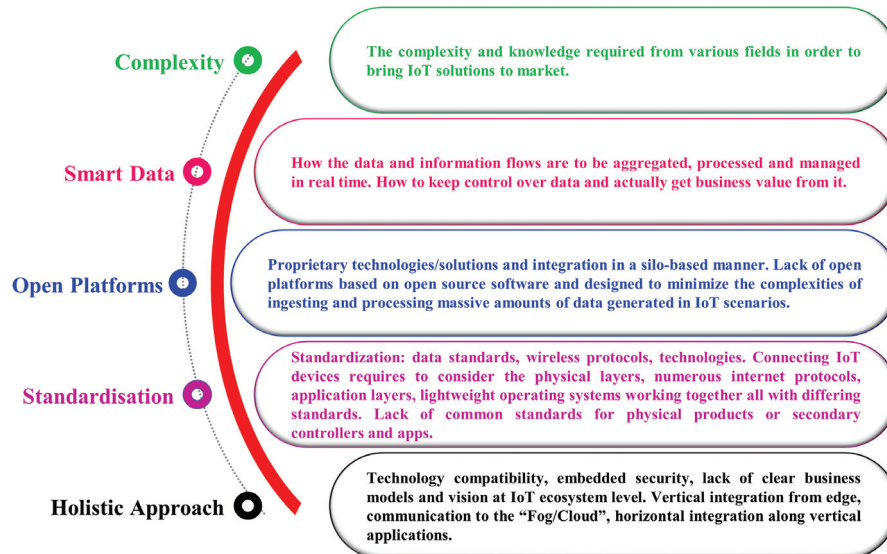 Complexity
The complexity and knowledge required from various fields in order to
bring IoT solutions to market.
Smart Data
How the data and information flows are to be aggregated, processed and managed
in real time. How to keep control over data and actually get business value from it.
Open Platforms
Proprietary technologies/solutions and integration in a silo-based manner. Lack of open
platforms based on open source software and designed to minimize the complexities of
ingesting and processing massive amounts of data generated in IoT scenarios.
Standardisation
Standardization: data standards, wireless protocols, technologies. Connecting IoT
devices requires to consider the physical layers, numerous internet protocols,
application layers, lightweight operating systems working together all with differing
standards. Lack of common standards for physical products or secondary
controllers and apps.
Holistic Approach
Technology compatibility, embedded security, lack of clear business
models and vision at IoT ecosystem level. Vertical integration from edge,
communication to the “Fog/Cloud”, horizontal integration along vertical
applications.